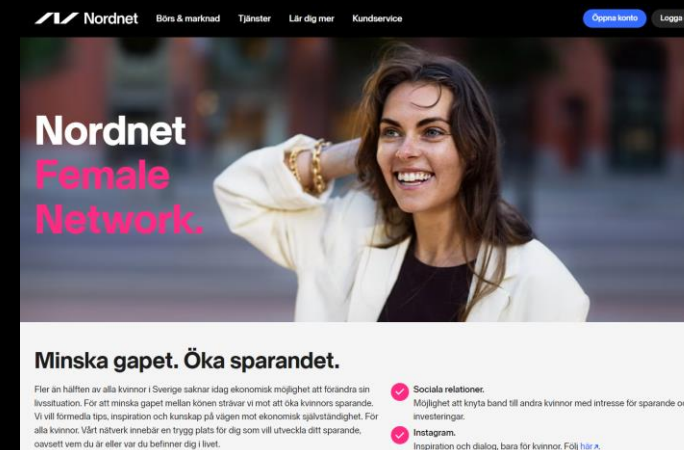 Nordnet
Börs & marknad
Tjänster
Lär dig mer
Kundservice
Öppna konto
Logga
Nordnet
Female
Network.
Minska gapet. Öka sparandet.
Fler än hälften av alla kvinnor i Sverige saknar idag ekonomisk möjlighet att förändra sin
livssituation. För att minska gapet mellan könen strävar vi mot att öka kvinnors sparande.
Vi vill förmedla tips, inspiration och kunskap på vägen mot ekonomisk självständighet. För
alla kvinnor. Vårt nätverk innebär en trygg plats för dig som vill utveckla ditt sparande,
oavsett vem du är eller var du befinner dig i livet.
Sociala relationer.
Möjlighet att knyta band till andra kvinnor med intresse för sparande oc
investeringar.
Instagram.
Inspiration och dialog, bara för kvinnor. Följ här.